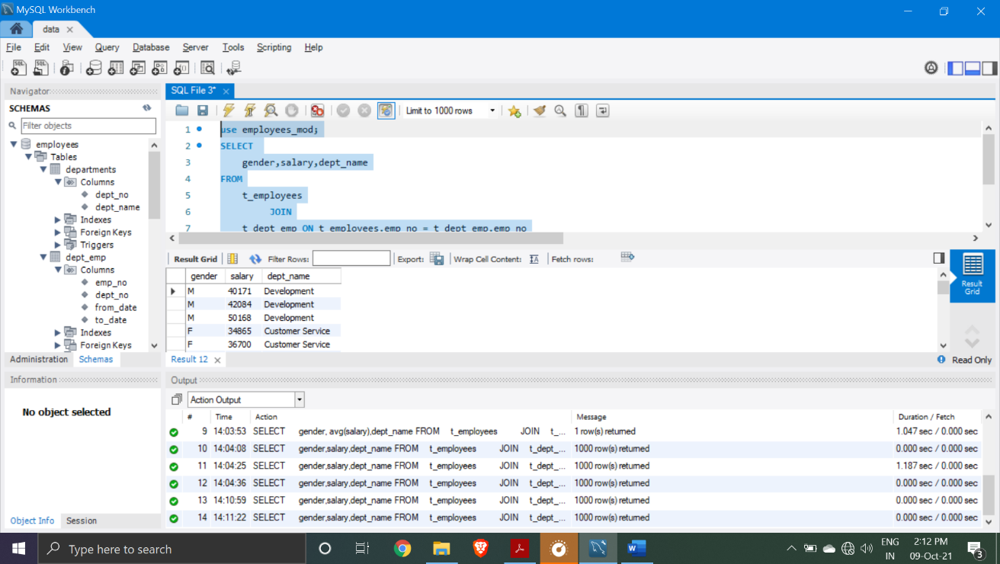 MySQL Workbench
data
File Edit View Query Database Server Tools Scripting Help
Navigator
SCHEMAS
Filter objects
employees
Tables
departments
Columns
dept_no
dept_name
Indexes
Foreign Keys
Triggers
dept_emp
Columns
emp_no
dept_no
from_date
to_date
Indexes
Foreign Keys
Administration Schemas
Information
No object selected
Object Info Session
SQL File 3*
Limit to 1000 rows
1 use employees_mod;
2 SELECT
3 gender,salary,dept_name
4 FROM
5 t_employees
6 JOIN
7 t_dept_emp ON t_employees.emp_no = t_dept_emp.emp_no
Result Grid Filter Rows: Export: Wrap Cell Content: Fetch rows:
gender salary dept_name
M 40171 Development
M 42084 Development
M 50168 Development
F 34865 Customer Service
F 36700 Customer Service
Result Grid
Result 12
Read Only
Output
Action Output
# Time Action Message Duration / Fetch
9 14:03:53 SELECT gender, avg(salary),dept_name FROM t_employees JOIN t_... 1 row(s) returned 1.047 sec / 0.000 sec
10 14:04:08 SELECT gender,salary,dept_name FROM t_employees JOIN t_dept_... 1000 row(s) returned 0.000 sec / 0.000 sec
11 14:04:25 SELECT gender,salary,dept_name FROM t_employees JOIN t_dept_... 1000 row(s) returned 1.187 sec / 0.000 sec
12 14:04:36 SELECT gender,salary,dept_name FROM t_employees JOIN t_dept_... 1000 row(s) returned 0.000 sec / 0.000 sec
13 14:10:59 SELECT gender,salary,dept_name FROM t_employees JOIN t_dept_... 1000 row(s) returned 0.000 sec / 0.000 sec
14 14:11:22 SELECT gender,salary,dept_name FROM t_employees JOIN t_dept_... 1000 row(s) returned 0.000 sec / 0.000 sec
Type here to search
ENG
IN
2:12 PM
09-Oct-21
3